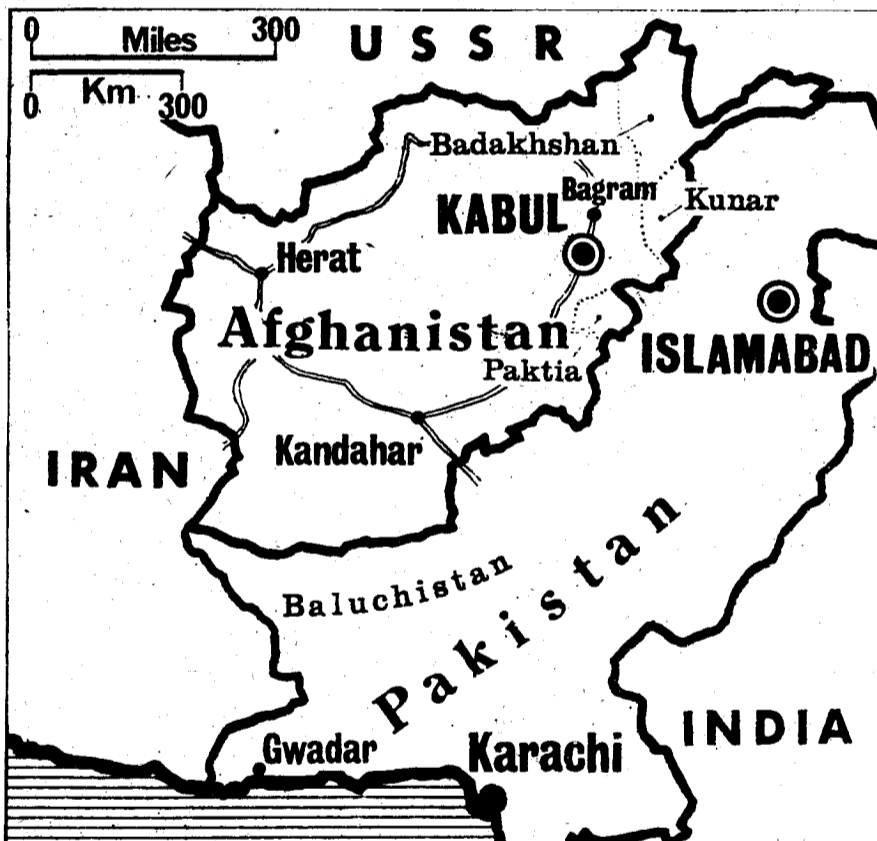 0 Miles 300
0 Km 300
USSR
Badakhshan
Bagram
KABUL
Kunar
Herat
Afghanistan
ISLAMABAD
Paktia
Kandahar
IRAN
Baluchistan
Pakistan
INDIA
Gwadar
Karachi